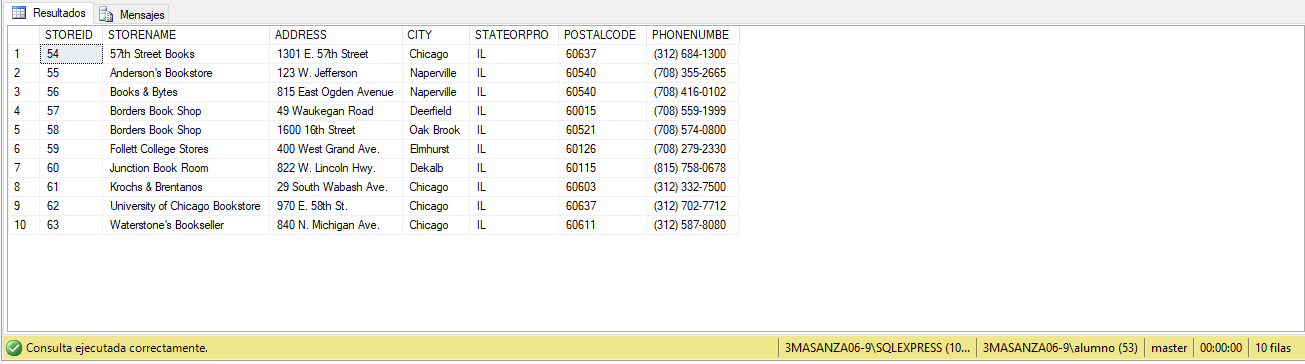 Resultados Mensajes
STOREID STORENAME ADDRESS CITY STATEORPRO POSTALCODE PHONENUMBE
1 54 57th Street Books 1301 E. 57th Street Chicago IL 60637 (312) 684-1300
2 55 Anderson's Bookstore 123 W. Jefferson Naperville IL 60540 (708) 355-2665
3 56 Books & Bytes 815 East Ogden Avenue Naperville IL 60540 (708) 416-0102
4 57 Borders Book Shop 49 Waukegan Road Deerfield IL 60015 (708) 559-1999
5 58 Borders Book Shop 1600 16th Street Oak Brook IL 60521 (708) 574-0800
6 59 Follett College Stores 400 West Grand Ave. Elmhurst IL 60126 (708) 279-2330
7 60 Junction Book Room 822 W. Lincoln Hwy. Dekalb IL 60115 (815) 758-0678
8 61 Krochs & Brentanos 29 South Wabash Ave. Chicago IL 60603 (312) 332-7500
9 62 University of Chicago Bookstore 970 E. 58th St. Chicago IL 60637 (312) 702-7712
10 63 Waterstone's Bookseller 840 N. Michigan Ave. Chicago IL 60611 (312) 587-8080
Consulta ejecutada correctamente. 3MASANZA06-9\SQLEXPRESS (10... 3MASANZA06-9\alumno (53) master 00:00:00 10 filas